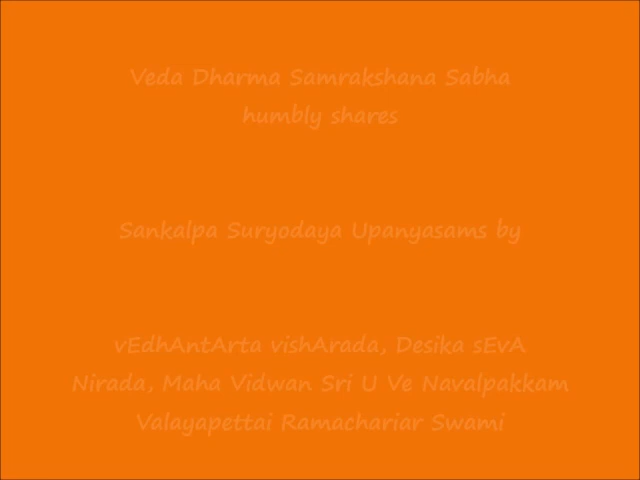 Veda Dharma Samrakshana Sabha
humbly shares
Sankalpa Suryodaya Upanyasams by
vEdhAntArta vishArada, Desika sEvA
Nirada, Maha Vidwan Sri U Ve Navalpakkam
Valayapettai Ramachariar Swami